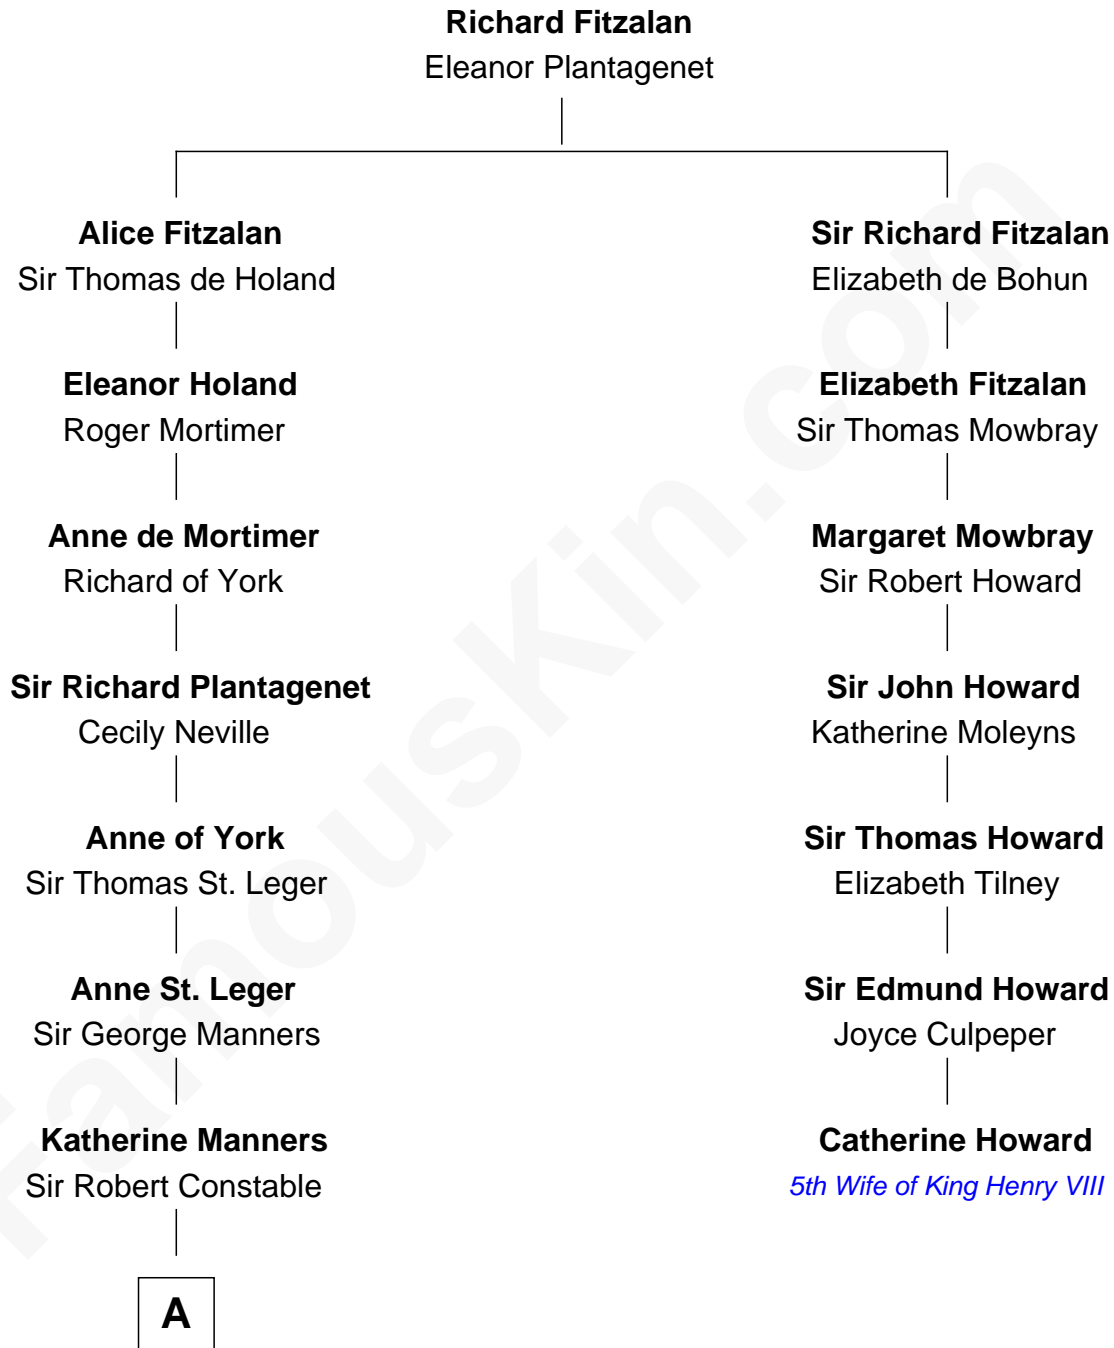 Richard Fitzalan
Eleanor Plantagenet
Alice Fitzalan
Sir Thomas de Holand
Eleanor Holand
Roger Mortimer
Anne de Mortimer
Richard of York
Sir Richard Plantagenet
Cecily Neville
Anne of York
Sir Thomas St. Leger
Anne St. Leger
Sir George Manners
Katherine Manners
Sir Robert Constable
A
Sir Richard Fitzalan
Elizabeth de Bohun
Elizabeth Fitzalan
Sir Thomas Mowbray
Margaret Mowbray
Sir Robert Howard
Sir John Howard
Katherine Moleyns
Sir Thomas Howard
Elizabeth Tilney
Sir Edmund Howard
Joyce Culpeper
Catherine Howard
5th Wife of King Henry VIII
FamousKin.com